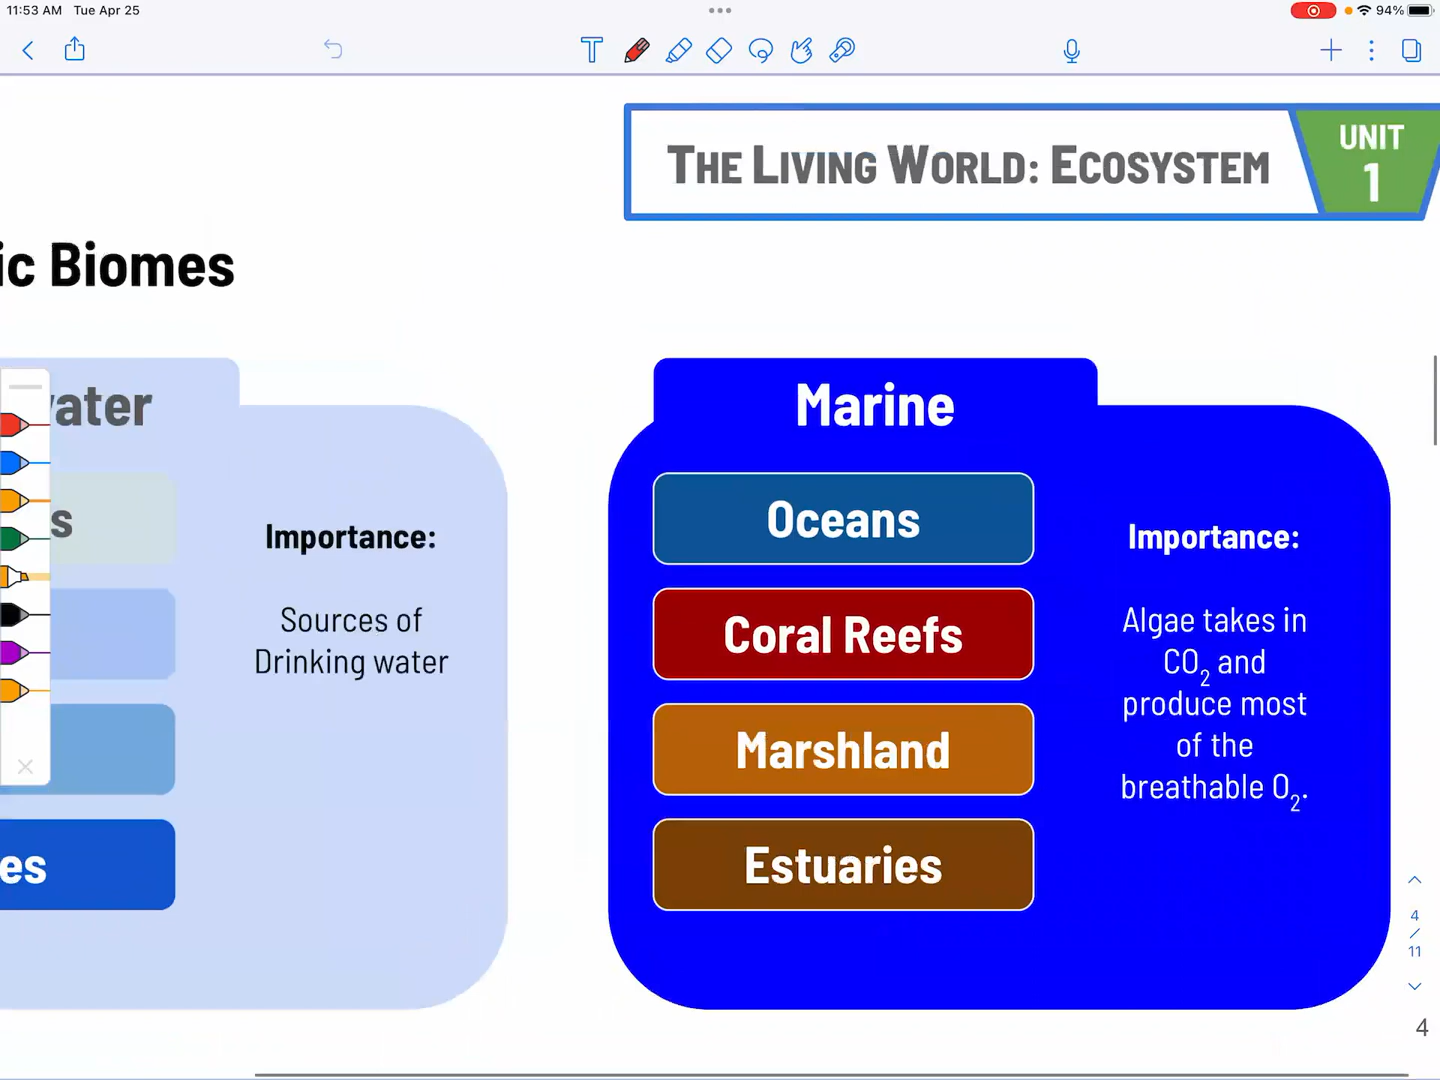 11:53 AM Tue Apr 25
94%
THE LIVING WORLD: ECOSYSTEM
UNIT
1
ic Biomes
ater
s
es
Importance:
Sources of
Drinking water
Marine
Oceans
Coral Reefs
Marshland
Estuaries
Importance:
Algae takes in
CO₂ and
produce most
of the
breathable O₂.
4
/
11
4